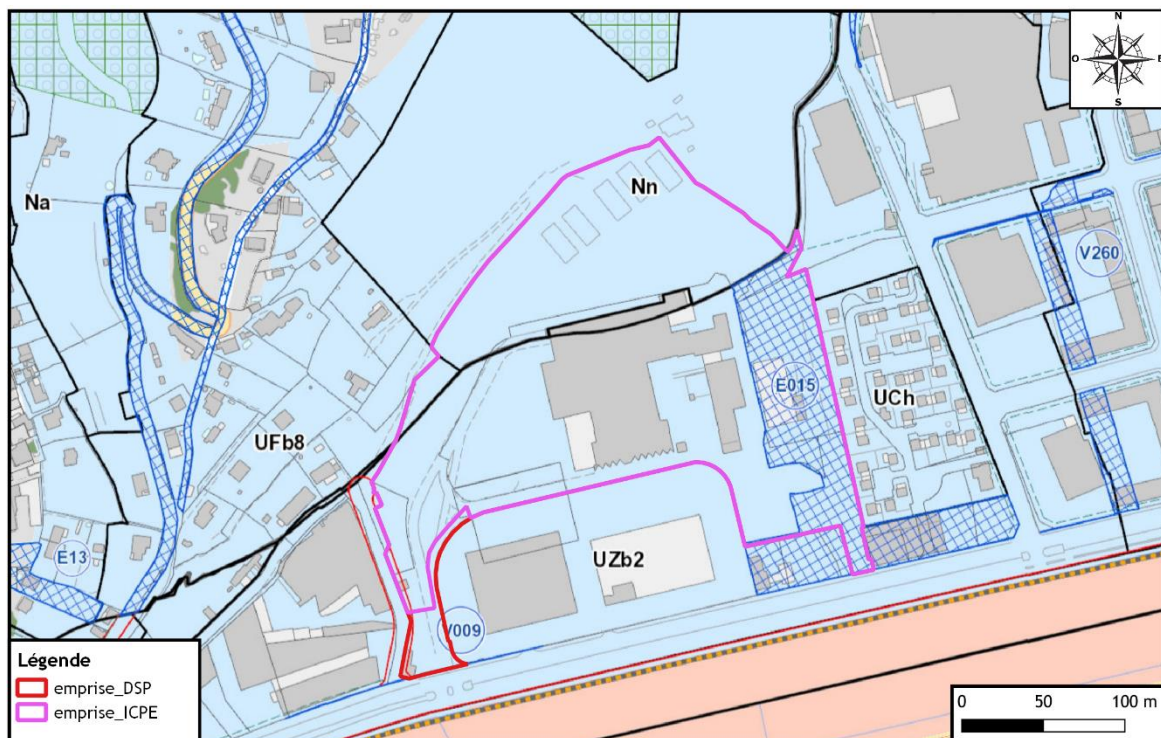 N
O
E
S
Na
Nn
V260
E015
UCh
UFb8
E13
UZb2
V009
Légende
emprise_DSP
emprise_ICPE
0 50 100 m